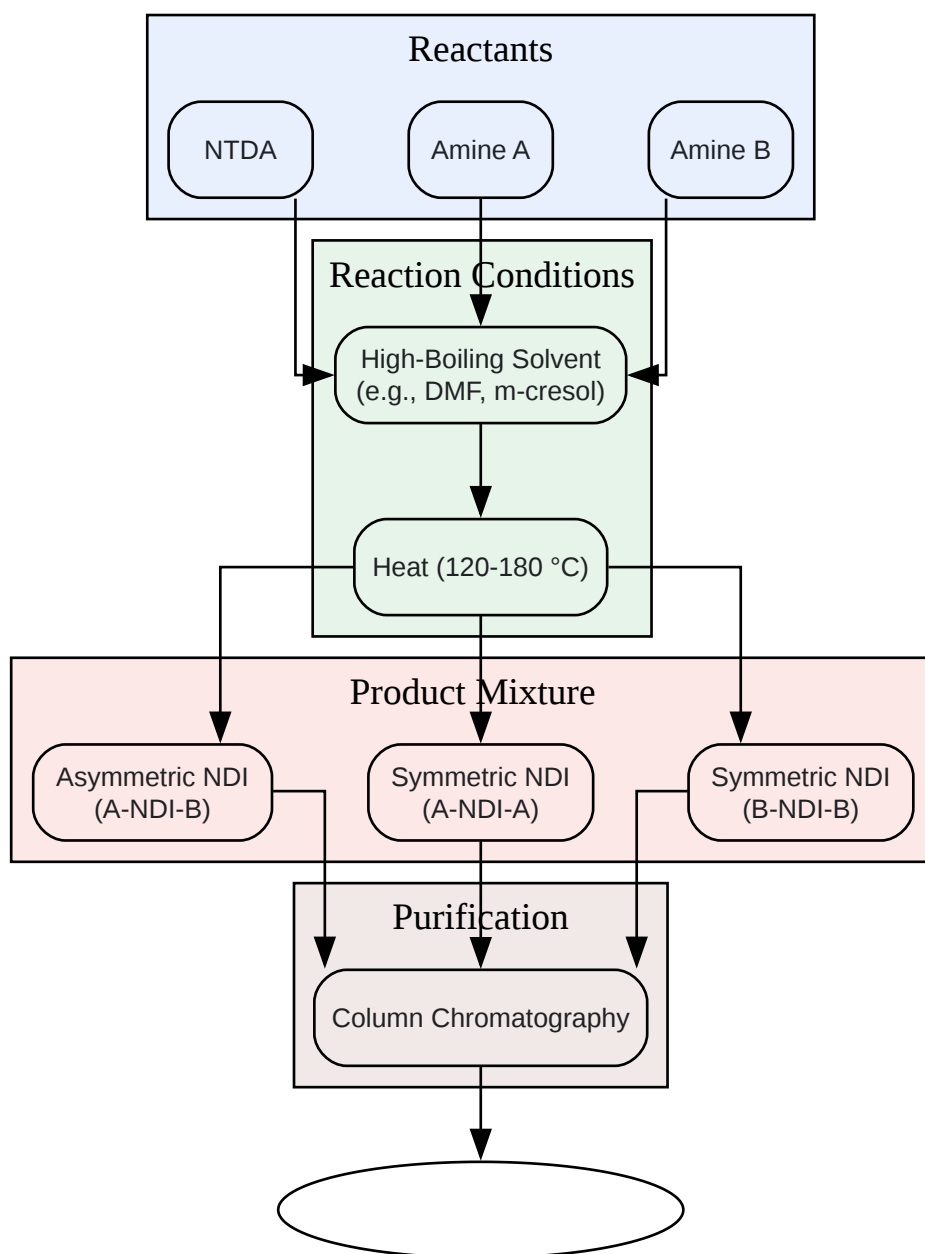 Reactants
NTDA
Amine A
Amine B
Reaction Conditions
High-Boiling Solvent
(e.g., DMF, m-cresol)
Heat (120-180 °C)
Product Mixture
Asymmetric NDI
(A-NDI-B)
Symmetric NDI
(A-NDI-A)
Symmetric NDI
(B-NDI-B)
Purification
Column Chromatography